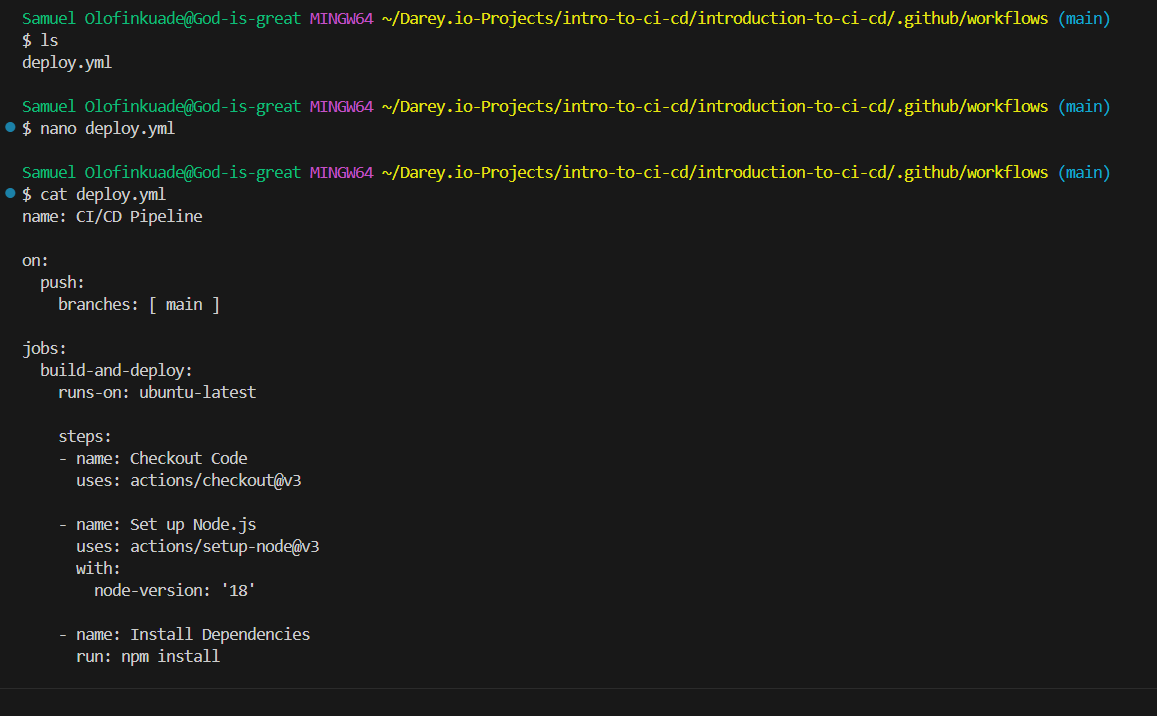 Samuel Olofinkuade@God-is-great MINGW64 ~/Darey.io-Projects/intro-to-ci-cd/introduction-to-ci-cd/.github/workflows (main)
$ ls
deploy.yml

Samuel Olofinkuade@God-is-great MINGW64 ~/Darey.io-Projects/intro-to-ci-cd/introduction-to-ci-cd/.github/workflows (main)
$ nano deploy.yml

Samuel Olofinkuade@God-is-great MINGW64 ~/Darey.io-Projects/intro-to-ci-cd/introduction-to-ci-cd/.github/workflows (main)
$ cat deploy.yml
name: CI/CD Pipeline

on:
  push:
    branches: [ main ]

jobs:
  build-and-deploy:
    runs-on: ubuntu-latest

    steps:
    - name: Checkout Code
      uses: actions/checkout@v3

    - name: Set up Node.js
      uses: actions/setup-node@v3
      with:
        node-version: '18'

    - name: Install Dependencies
      run: npm install